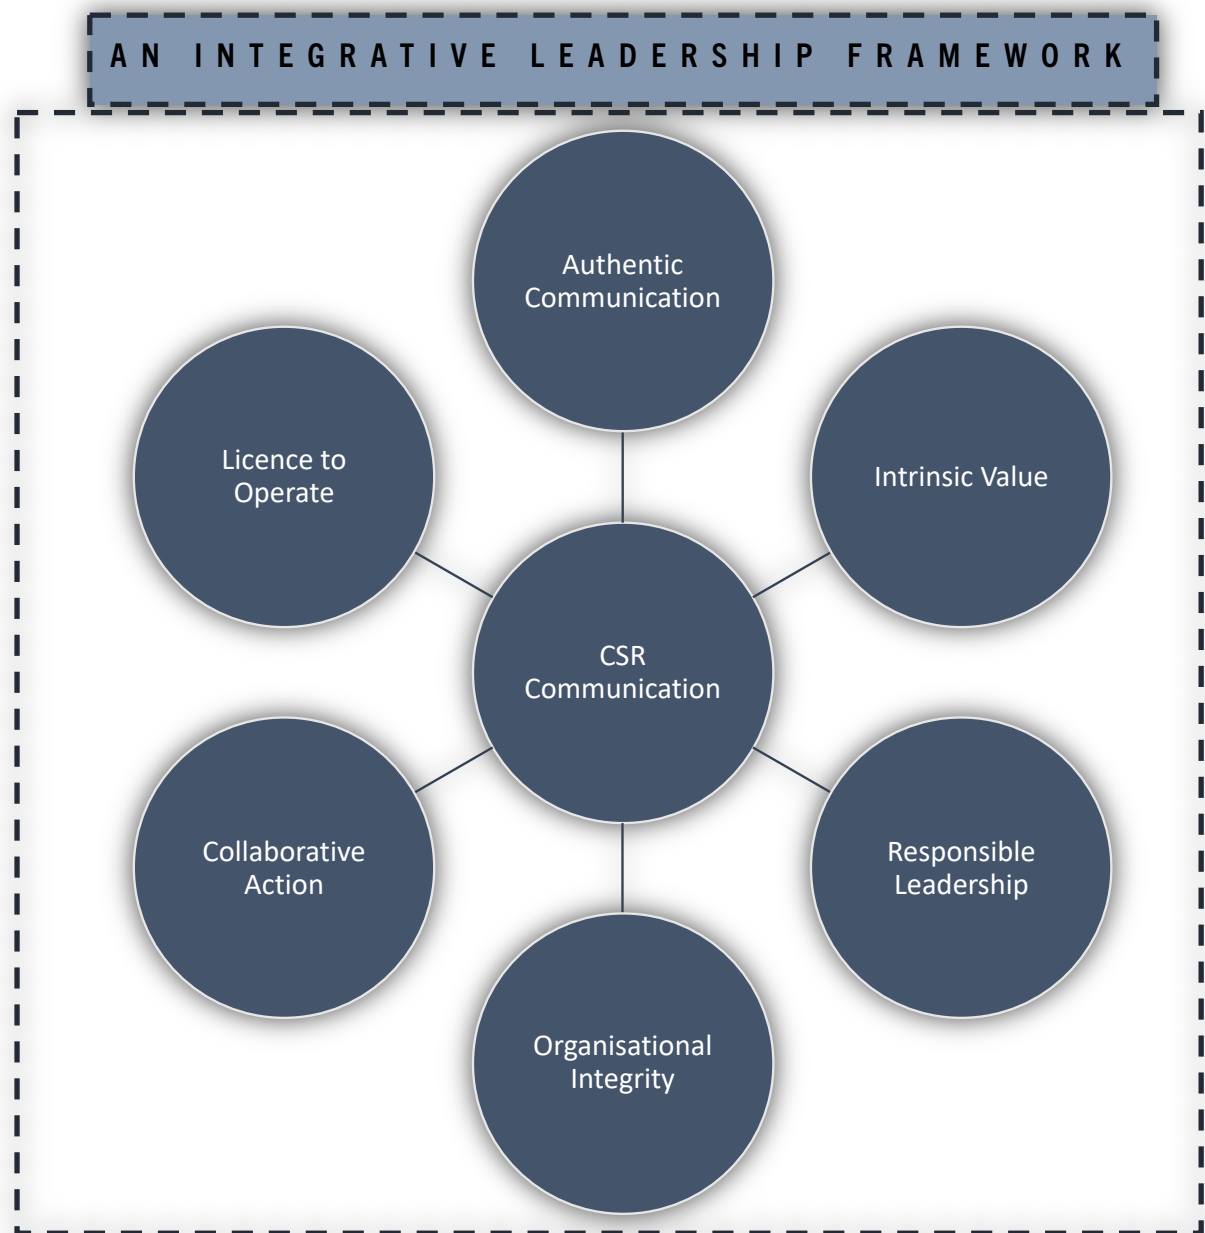 AN INTEGRATIVE LEADERSHIP FRAMEWORK
Authentic
Communication
Licence to
Operate
Intrinsic Value
CSR
Communication
Collaborative
Action
Responsible
Leadership
Organisational
Integrity